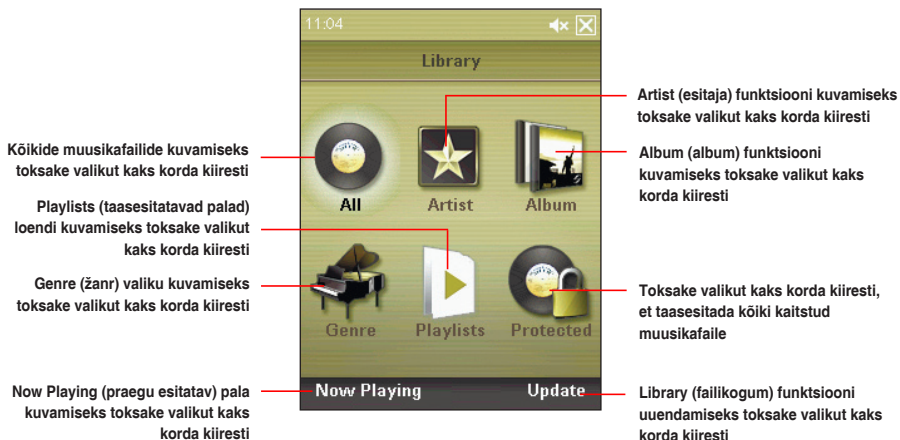 11:04
Library
All
Artist
Album
Genre
Playlists
Protected
Now Playing
Update
Kõikide muusikafailide kuvamiseks
toksake valikut kaks korda kiiresti
Playlists (taasesitatavad palad)
loendi kuvamiseks toksake valikut
kaks korda kiiresti
Genre (žanr) valiku kuvamiseks
toksake valikut kaks korda kiiresti
Now Playing (praegu esitatav) pala
kuvamiseks toksake valikut kaks
korda kiiresti
Artist (esitaja) funktsiooni kuvamiseks
toksake valikut kaks korda kiiresti
Album (album) funktsiooni
kuvamiseks toksake valikut kaks
korda kiiresti
Toksake valikut kaks korda kiiresti,
et taasesitada kõiki kaitstud
muusikafaile
Library (failikogum) funktsiooni
uuendamiseks toksake valikut kaks
korda kiiresti